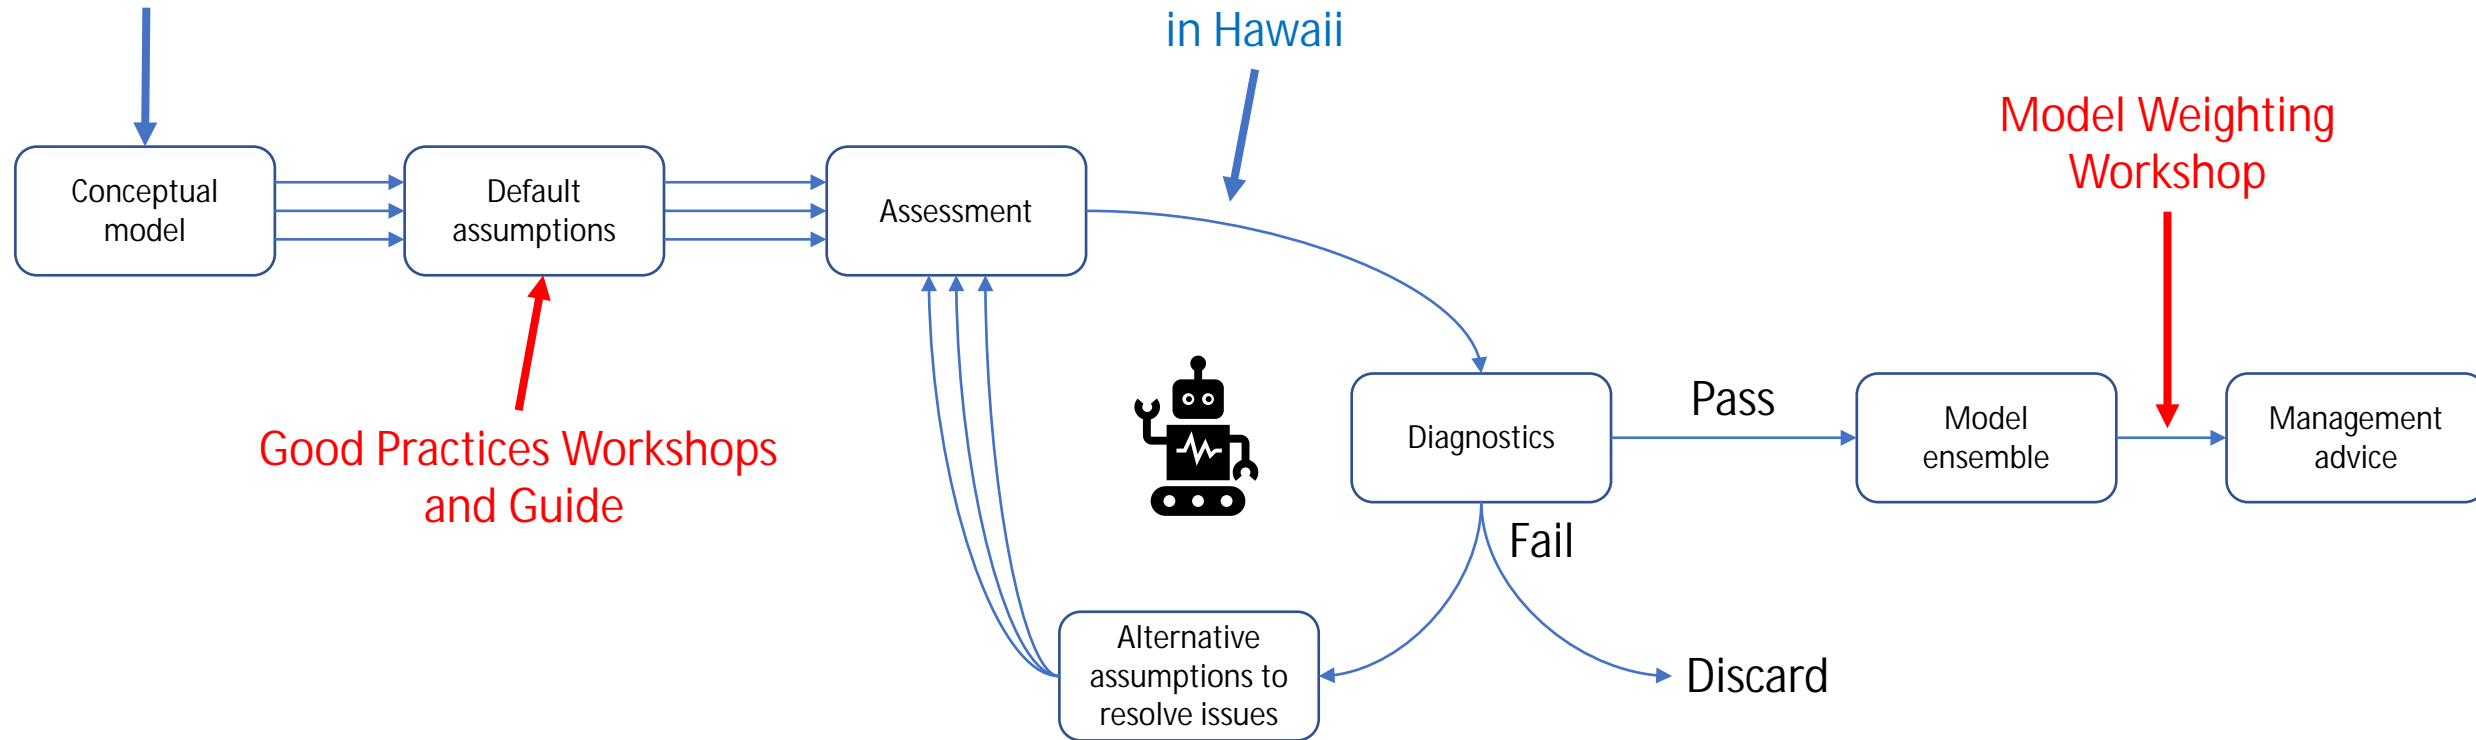 in Hawaii
Model Weighting
Workshop
Conceptual
model
Default
assumptions
Assessment
Good Practices Workshops
and Guide
Diagnostics
Pass
Model
ensemble
Management
advice
Fail
Alternative
assumptions to
resolve issues
Discard